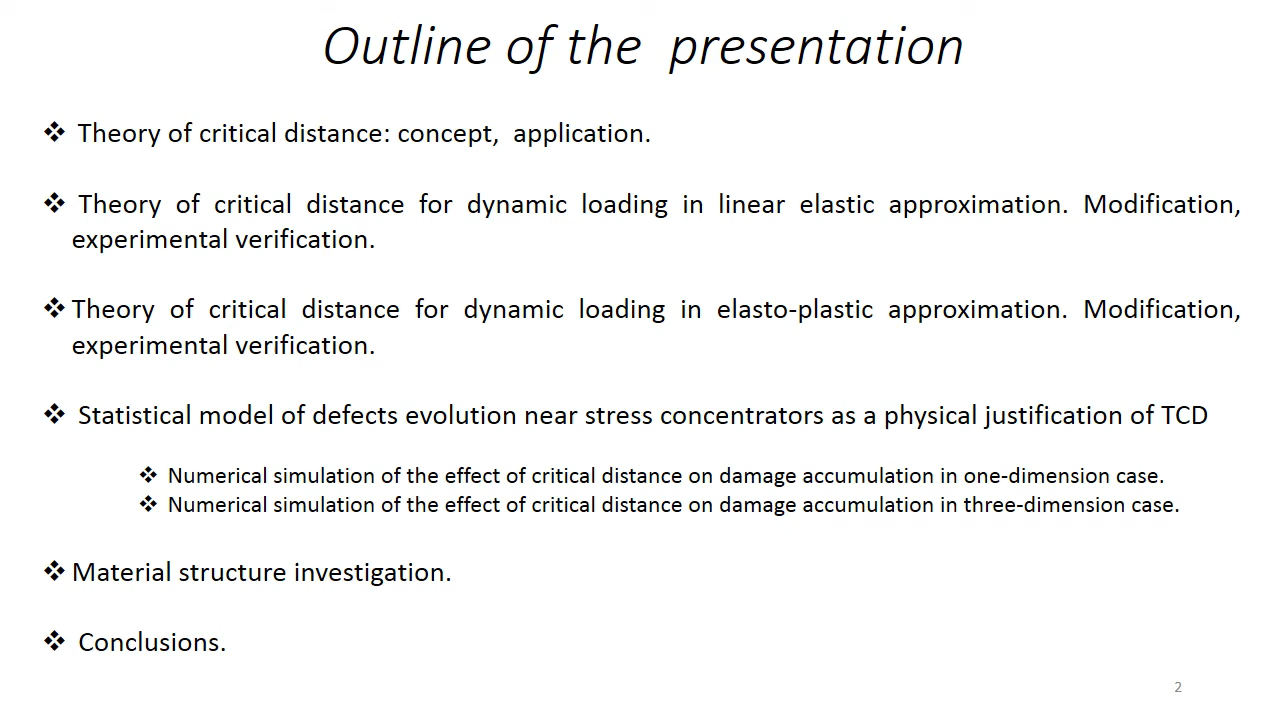 Outline of the presentation
❖ Theory of critical distance: concept, application.
❖ Theory of critical distance for dynamic loading in linear elastic approximation. Modification,
experimental verification.
❖ Theory of critical distance for dynamic loading in elasto-plastic approximation. Modification,
experimental verification.
❖ Statistical model of defects evolution near stress concentrators as a physical justification of TCD
❖ Numerical simulation of the effect of critical distance on damage accumulation in one-dimension case.
❖ Numerical simulation of the effect of critical distance on damage accumulation in three-dimension case.
❖ Material structure investigation.
❖ Conclusions.
2